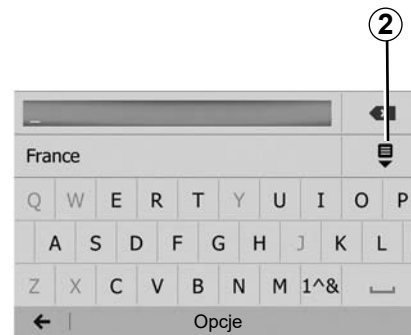 2
_
France
Q W E R T Y U I O P
A S D F G H J K L
Z X C V B N M 1^&
Opcje